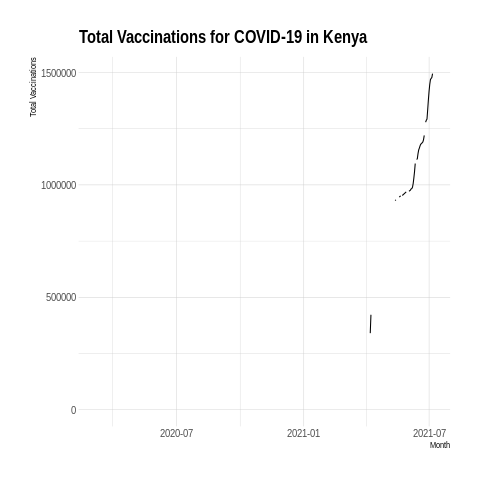 Total Vaccinations for COVID-19 in Kenya
Total Vaccinations
1500000
1000000
500000
0
2020-07
2021-01
2021-07
Month